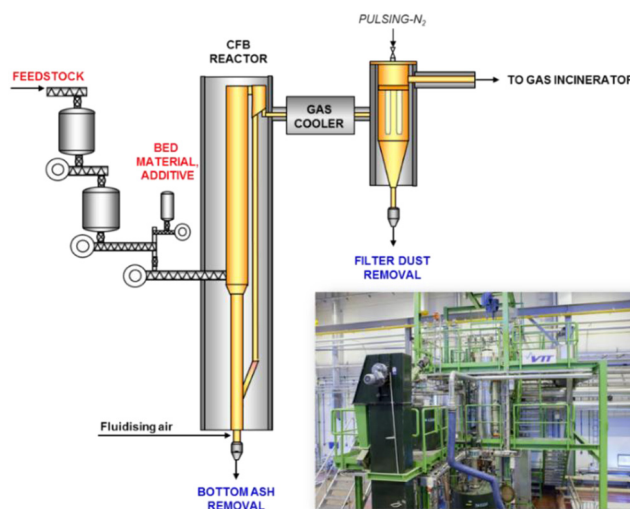 PULSING-N₂
CFB
REACTOR
FEEDSTOCK
TO GAS INCINERATOR
GAS
COOLER
BED
MATERIAL,
ADDITIVE
FILTER DUST
REMOVAL
Fluidising air
BOTTOM ASH
REMOVAL
VTT